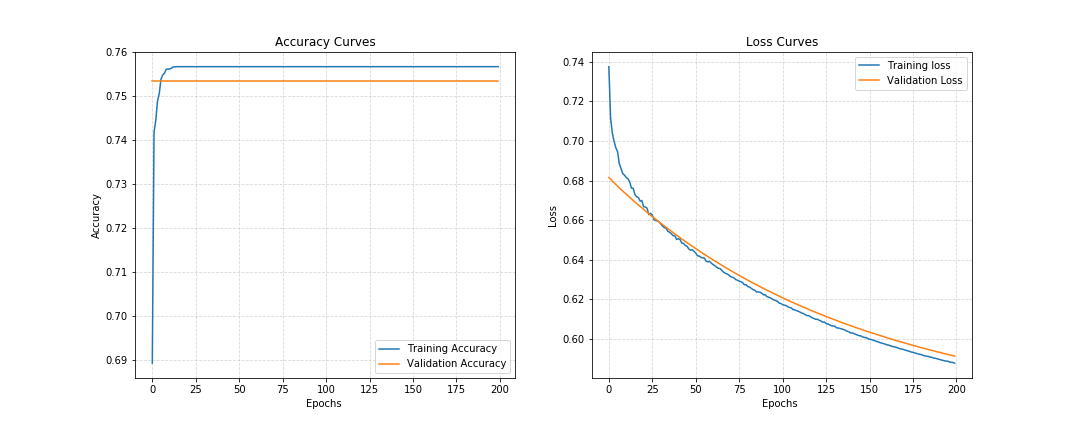 Accuracy Curves
0.76
0.75
0.74
0.73
0.72
0.71
0.70
0.69
Accuracy
0 25 50 75 100 125 150 175 200
Epochs
Training Accuracy
Validation Accuracy
Loss Curves
0.74
0.72
0.70
0.68
0.66
0.64
0.62
0.60
Loss
0 25 50 75 100 125 150 175 200
Epochs
Training loss
Validation Loss